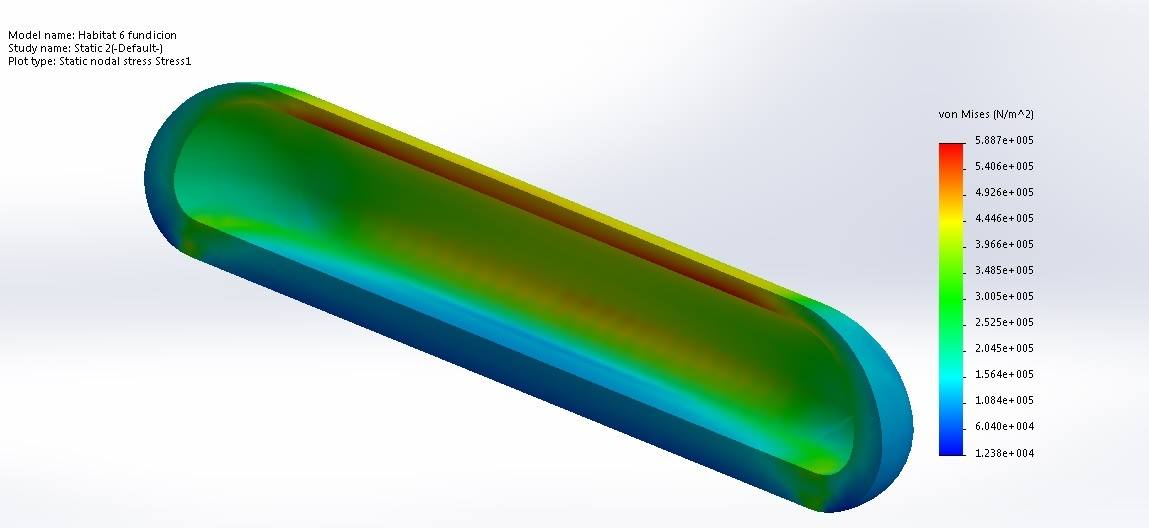 Model name: Habitat 6 fundicion
Study name: Static 2(-Default-)
Plot type: Static nodal stress Stress1
von Mises (N/m^2)
5.887e+005
5.406e+005
4.926e+005
4.446e+005
3.966e+005
3.485e+005
3.005e+005
2.525e+005
2.045e+005
1.564e+005
1.084e+005
6.040e+004
1.238e+004